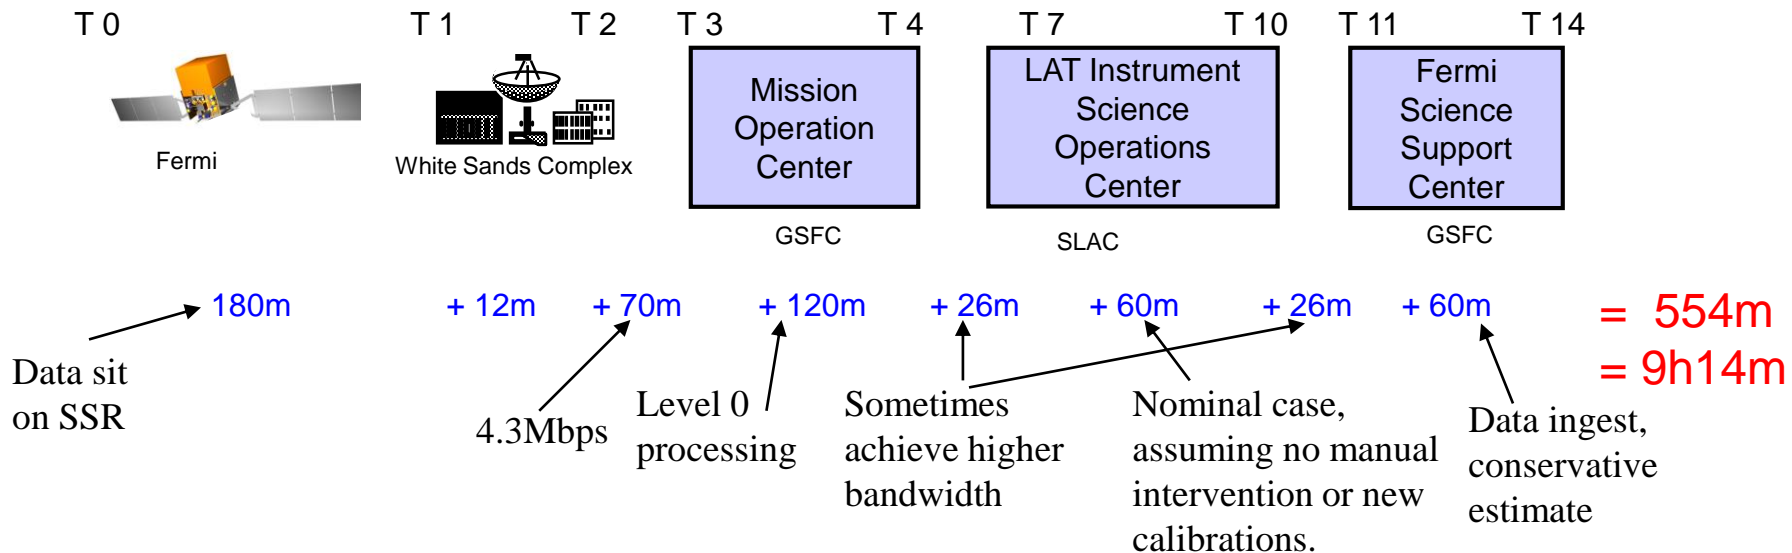 T 0 T 1 T 2 T 3 T 4 T 7 T 10 T 11 T 14
Fermi
White Sands Complex
Mission
Operation
Center
GSFC
LAT Instrument
Science
Operations
Center
SLAC
Fermi
Science
Support
Center
GSFC
180m + 12m + 70m + 120m + 26m + 60m + 26m + 60m = 554m
= 9h14m
Data sit
on SSR
4.3Mbps
Level 0
processing
Sometimes
achieve higher
bandwidth
Nominal case,
assuming no manual
intervention or new
calibrations.
Data ingest,
conservative
estimate